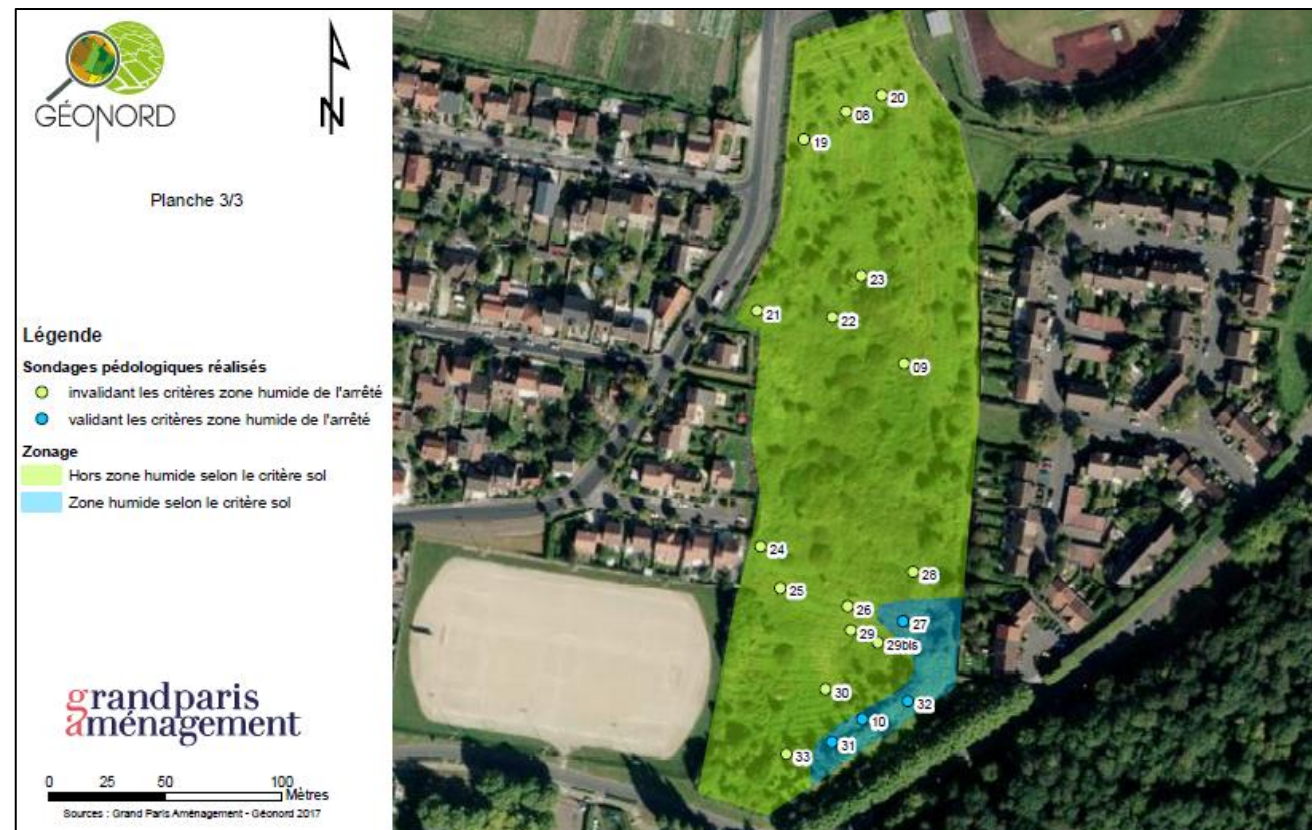 GÉONORD
N
Planche 3/3
Légende
Sondages pédologiques réalisés
invalidant les critères zone humide de l'arrêté
validant les critères zone humide de l'arrêté
Zonage
Hors zone humide selon le critère sol
Zone humide selon le critère sol
grandparis
aménagement
0 25 50 100
Mètres
Sources : Grand Paris Aménagement - Géonord 2017
20
08
19
23
21
22
09
24
28
25
26
27
29
29bis
30
32
10
31
33